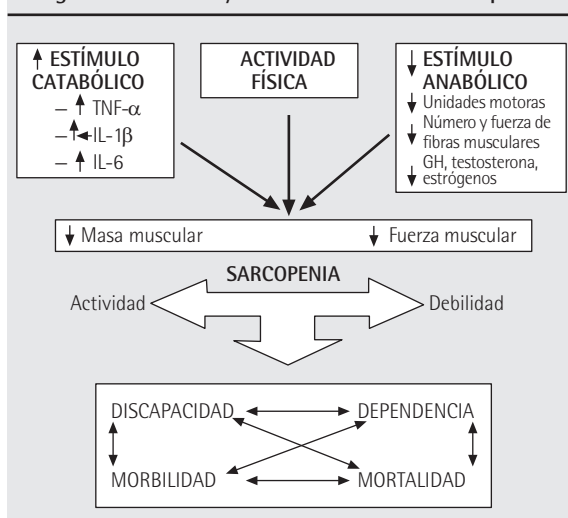 ↑ ESTÍMULO
CATABÓLICO
– ↑ TNF-α
– ↑ IL-1β
– ↑ IL-6
ACTIVIDAD
FÍSICA
↓ ESTÍMULO
ANABÓLICO
↓ Unidades motoras
↓ Número y fuerza de
fibras musculares
↓ GH, testosterona,
estrógenos
↓ Masa muscular ↓ Fuerza muscular
SARCOPENIA
Actividad Debilidad
DISCAPACIDAD DEPENDENCIA
MORBILIDAD MORTALIDAD